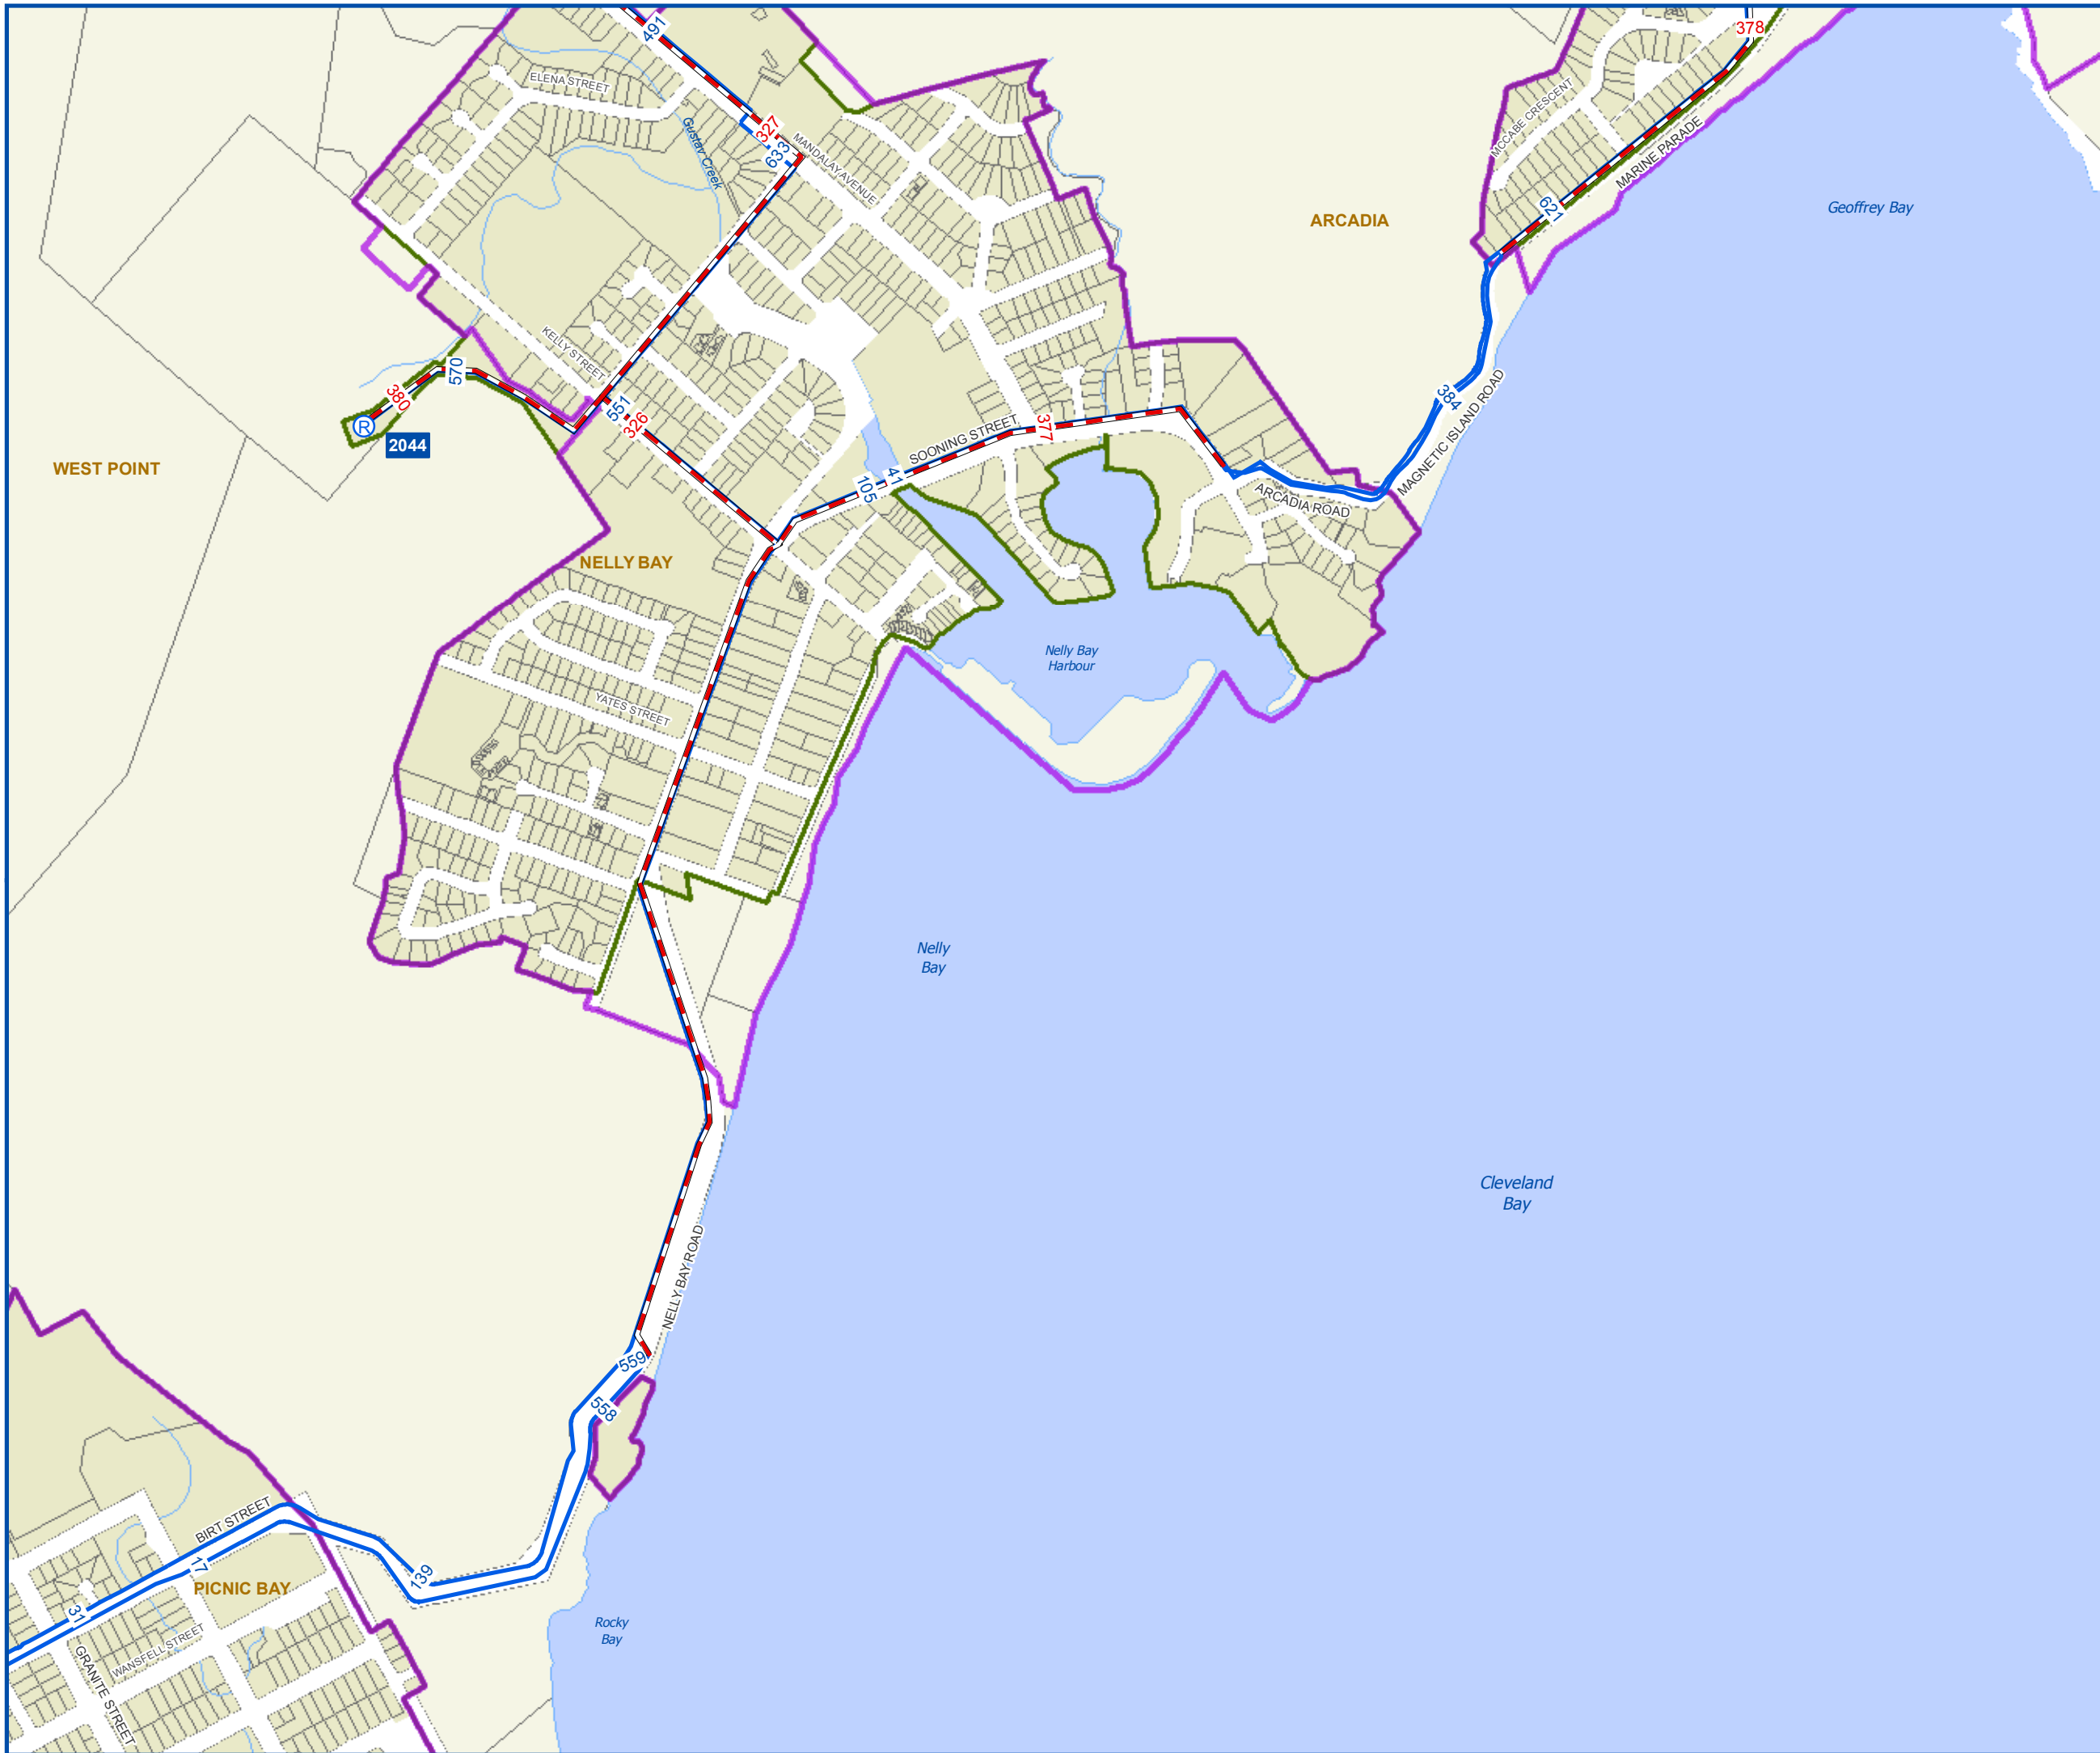 491
378
ELENA STREET
327
633
Gustav Creek
MANDALAY AVENUE
MCCABE CRESCENT
MARINE PARADE
621
Geoffrey Bay
ARCADIA
KELLY STREET
570
380
R
2044
551
326
384
MAGNETIC ISLAND ROAD
WEST POINT
SOONING STREET
377
41
105
ARCADIA ROAD
NELLY BAY
Nelly Bay
Harbour
YATES STREET
Nelly
Bay
Cleveland
Bay
NELLY BAY ROAD
559
558
BIRT STREET
17
139
PICNIC BAY
31
WANSFELL STREET
GRANITE STREET
Rocky
Bay